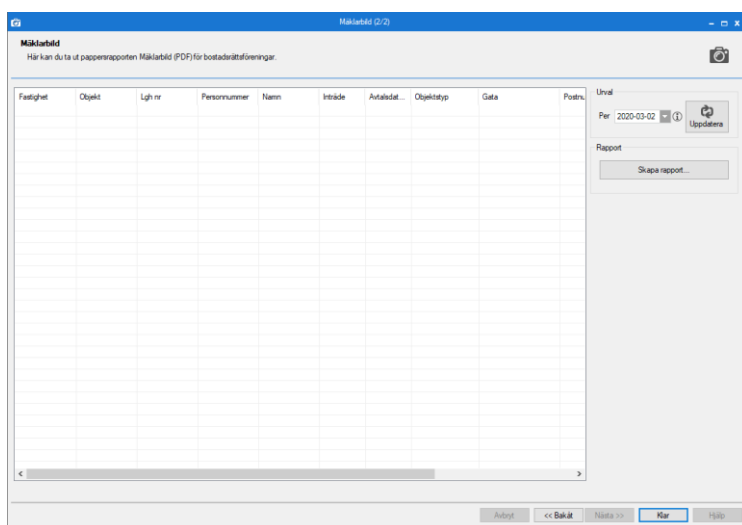 Mäklarbild (2/2)
Mäklarbild
Här kan du ta ut pappersrapporten Mäklarbild (PDF) för bostadsrättsföreningar.
Fastighet Objekt Lgh nr Personnummer Namn Inträde Avtalsdat... Objektstyp Gata Postnu
Urval
Per 2020-03-02 Uppdatera
Rapport
Skapa rapport...
Avbryt << Bakåt Nästa >> Klar Hjälp